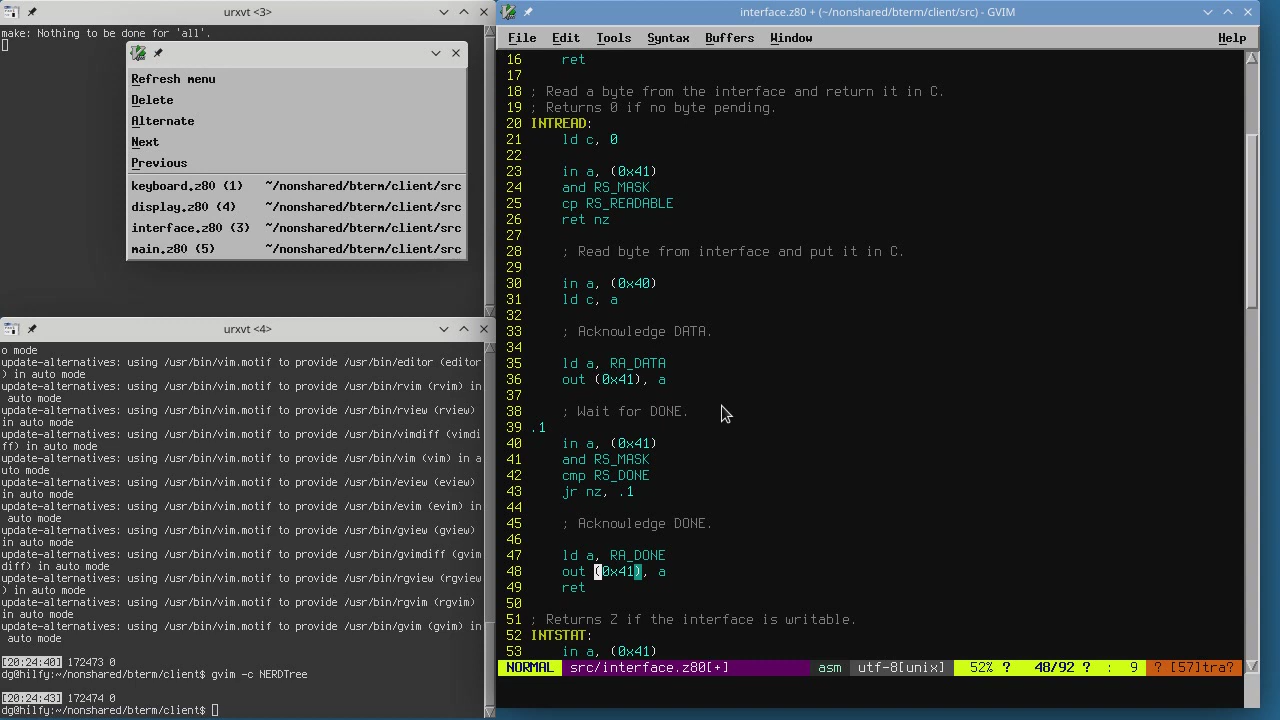 urxvt <3>
make: Nothing to be done for 'all'.
Refresh menu
Delete
Alternate
Next
Previous
keyboard.z80 (1) ~/nonshared/bterm/client/src
display.z80 (4) ~/nonshared/bterm/client/src
interface.z80 (3) ~/nonshared/bterm/client/src
main.z80 (5) ~/nonshared/bterm/client/src
urxvt <4>
o mode
update-alternatives: using /usr/bin/vim.motif to provide /usr/bin/editor (editor
) in auto mode
update-alternatives: using /usr/bin/vim.motif to provide /usr/bin/rvim (rvim) in
 auto mode
update-alternatives: using /usr/bin/vim.motif to provide /usr/bin/rview (rview)
in auto mode
update-alternatives: using /usr/bin/vim.motif to provide /usr/bin/vimdiff (vimdi
ff) in auto mode
update-alternatives: using /usr/bin/vim.motif to provide /usr/bin/vim (vim) in a
uto mode
update-alternatives: using /usr/bin/vim.motif to provide /usr/bin/eview (eview)
in auto mode
update-alternatives: using /usr/bin/vim.motif to provide /usr/bin/evim (evim) in
 auto mode
update-alternatives: using /usr/bin/vim.motif to provide /usr/bin/gview (gview)
in auto mode
update-alternatives: using /usr/bin/vim.motif to provide /usr/bin/gvimdiff (gvim
diff) in auto mode
update-alternatives: using /usr/bin/vim.motif to provide /usr/bin/rgview (rgview
) in auto mode
update-alternatives: using /usr/bin/vim.motif to provide /usr/bin/rgvim (rgvim)
in auto mode
update-alternatives: using /usr/bin/vim.motif to provide /usr/bin/gvim (gvim) in
 auto mode
[20:24:40] 172473 0
dg@hilfy:~/nonshared/bterm/client$ gvim -c NERDTree
[20:24:43] 172474 0
dg@hilfy:~/nonshared/bterm/client$
interface.z80 + (~/nonshared/bterm/client/src) - GVIM
File Edit Tools Syntax Buffers Window Help
16 ret
17
18 ; Read a byte from the interface and return it in C.
19 ; Returns 0 if no byte pending.
20 INTREAD:
21 ld c, 0
22
23 in a, (0x41)
24 and RS_MASK
25 cp RS_READABLE
26 ret nz
27
28 ; Read byte from interface and put it in C.
29
30 in a, (0x40)
31 ld c, a
32
33 ; Acknowledge DATA.
34
35 ld a, RA_DATA
36 out (0x41), a
37
38 ; Wait for DONE.
39 .1
40 in a, (0x41)
41 and RS_MASK
42 cmp RS_DONE
43 jr nz, .1
44
45 ; Acknowledge DONE.
46
47 ld a, RA_DONE
48 out (0x41), a
49 ret
50
51 ; Returns Z if the interface is writable.
52 INTSTAT:
53 in a, (0x41)
NORMAL src/interface.z80[+] asm utf-8[unix] 52% ? 48/92 ? : 9 ? [57]tra?